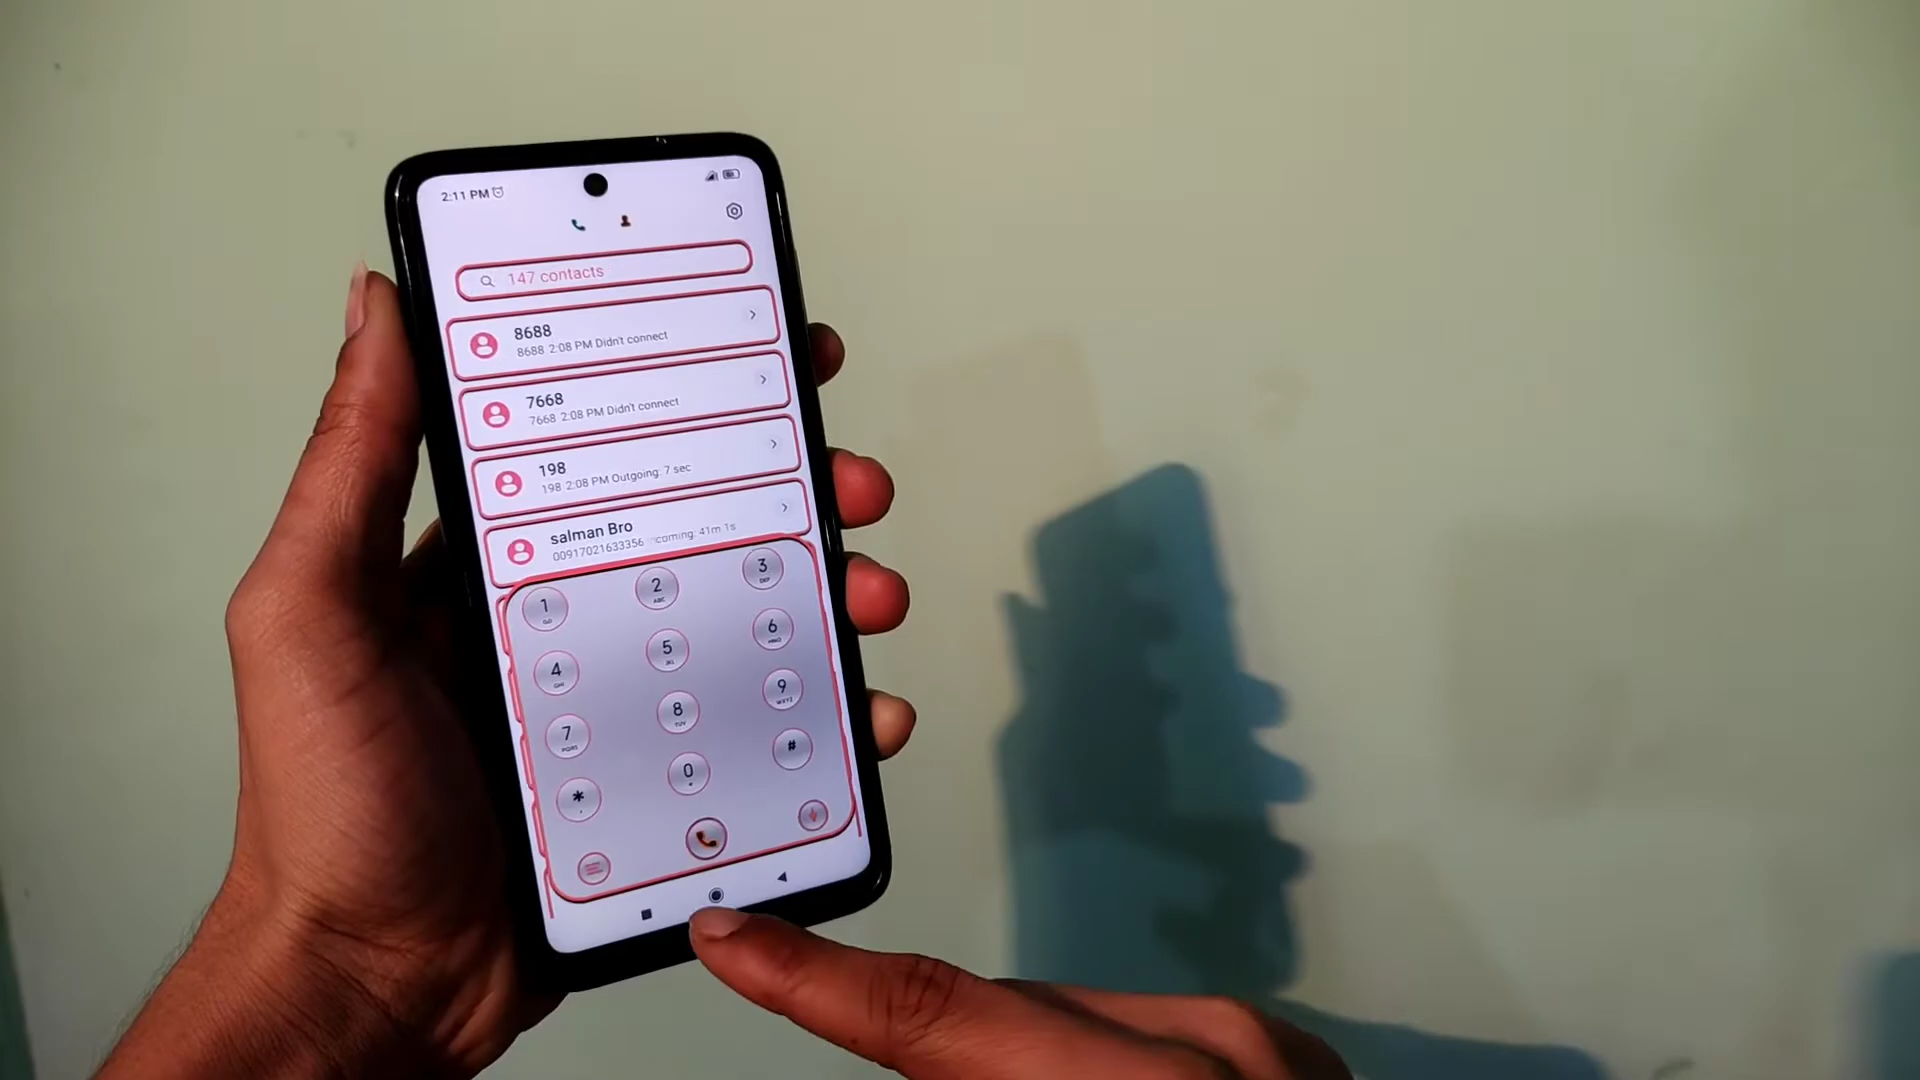 2:11 PM
147 contacts
8688
8688 2:08 PM Didn't connect
7668
7668 2:08 PM Didn't connect
198
198 2:08 PM Outgoing: 7 sec
salman Bro
00917021633356 coming: 41m 1s
1
2
ABC
3
DEF
4
GHI
5
JKL
6
MNO
7
PQRS
8
TUV
9
WXYZ
*
0
#